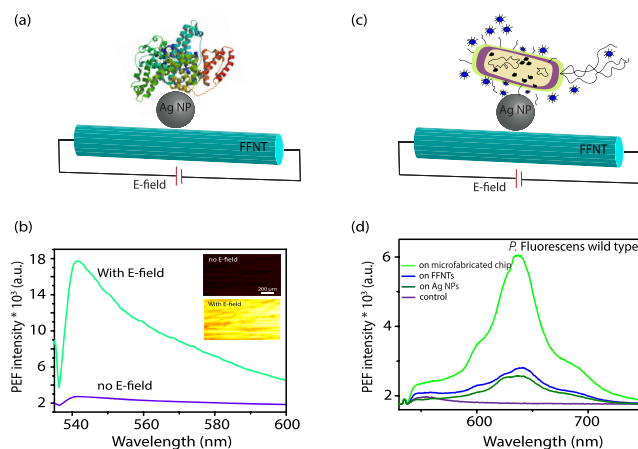 (a)
Ag NP
FFNT
E-field
(c)
Ag NP
FFNT
E-field
(b)
PEF intensity * 10³ (a.u.)
18
14
10
6
2
With E-field
no E-field
no E-field
200 µm
With E-field
540
560
580
600
Wavelength (nm)
(d)
PEF intensity * 10³ (a.u.)
6
4
2
P. Fluorescens wild type
on microfabricated chip
on FFNTs
on Ag NPs
control
600
700
Wavelength (nm)